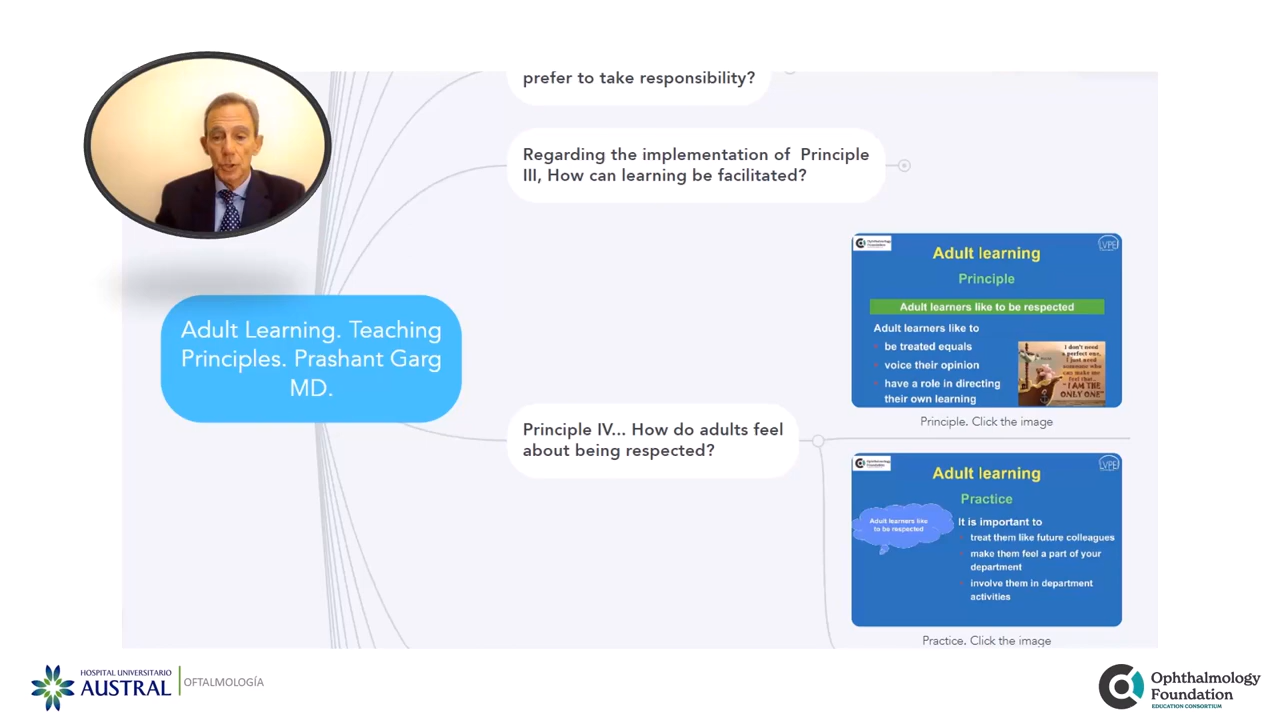 prefer to take responsibility?
Regarding the implementation of Principle
III, How can learning be facilitated?
Adult Learning. Teaching
Principles. Prashant Garg
MD.
Principle IV... How do adults feel
about being respected?
Ophthalmology
Foundation
VPE
Adult learning
Principle
Adult learners like to be respected
Adult learners like to
be treated equals
voice their opinion
have a role in directing
their own learning
I don't need
a perfect one,
I just need
someone who
can make me
feel that...
"I AM THE
ONLY ONE"
Principle. Click the image
Ophthalmology
Foundation
VPE
Adult learning
Practice
Adult learners like
to be respected
It is important to
treat them like future colleagues
make them feel a part of your
department
involve them in department
activities
Practice. Click the image
HOSPITAL UNIVERSITARIO
AUSTRAL
OFTALMOLOGÍA
Ophthalmology
Foundation
EDUCATION CONSORTIUM